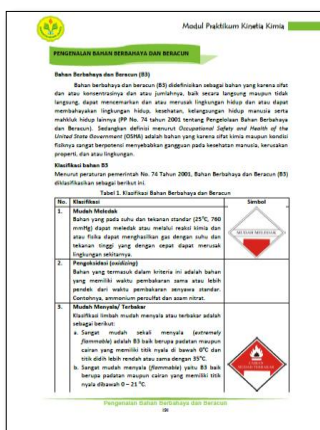 Modul Praktikum Kinetia Kimia
PENGENALAN BAHAN BERBAHAYA DAN BERACUN
Bahan Berbahaya dan Beracun (B3)
Bahan berbahaya dan beracun (B3) didefinisikan sebagai bahan yang karena sifat
dan atau konsentrasinya dan atau jumlahnya, baik secara langsung maupun tidak
langsung, dapat mencemarkan dan atau merusak lingkungan hidup dan atau dapat
membahayakan lingkungan hidup, kesehatan, kelangsungan hidup manusia serta
mahkluk hidup lainnya (PP No. 74 tahun 2001 tentang Pengelolaan Bahan Berbahaya
dan Beracun). Sedangkan definisi menurut Occupational Safety and Health of the
United State Government (OSHA) adalah bahan yang karena sifat kimia maupun kondisi
fisiknya sangat berpotensi menyebabkan gangguan pada kesehatan manusia, kerusakan
properti, dan atau lingkungan.
Klasifikasi bahan B3
Menurut peraturan pemerintah No. 74 Tahun 2001, Bahan Berbahaya dan Beracun (B3)
diklasifikasikan sebagai berikut ini.
Tabel 1. Klasifikasi Bahan Berbahaya dan Beracun
No. Klasifikasi Simbol
1. Mudah Meledak
Bahan yang pada suhu dan tekanan standar (25°C, 760
mmHg) dapat meledak atau melalui reaksi kimia dan
atau fisika dapat menghasilkan gas dengan suhu dan
tekanan tinggi yang dengan cepat dapat merusak
lingkungan sekitarnya.
MUDAH MELEDAK
2. Pengoksidasi (oxidizing)
Bahan yang termasuk dalam kriteria ini adalah bahan
yang memiliki waktu pembakaran sama atau lebih
pendek dari waktu pembakaran senyawa standar.
Contohnya, ammonium persulfat dan asam nitrat.
3. Mudah Menyala/ Terbakar
Klasifikasi limbah mudah menyala atau terbakar adalah
sebagai berikut:
a. Sangat mudah sekali menyala (extremely
flammable) adalah B3 baik berupa padatan maupun
cairan yang memiliki titik nyala di bawah 0°C dan
titik didih lebih rendah atau sama dengan 35°C.
b. Sangat mudah menyala (flammable) yaitu B3 baik
berupa padatan maupun cairan yang memiliki titik
nyala dibawah 0 – 21 °C.
Pengenalan Bahan Berbahaya dan Beracun